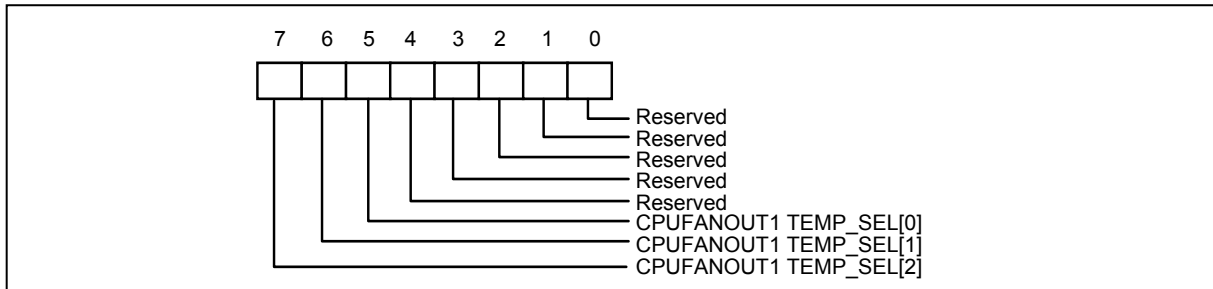 7 6 5 4 3 2 1 0
Reserved
Reserved
Reserved
Reserved
Reserved
CPUFANOUT1 TEMP_SEL[0]
CPUFANOUT1 TEMP_SEL[1]
CPUFANOUT1 TEMP_SEL[2]